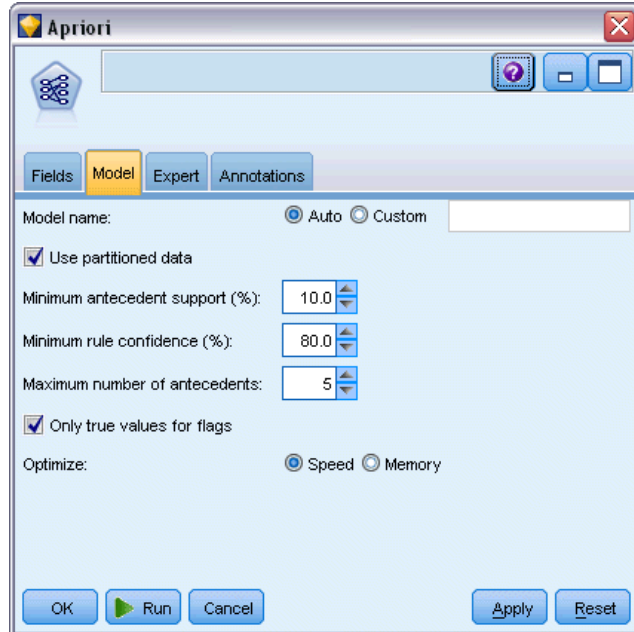 Apriori
?
Fields Model Expert Annotations
Model name: Auto Custom
Use partitioned data
Minimum antecedent support (%): 10.0
Minimum rule confidence (%): 80.0
Maximum number of antecedents: 5
Only true values for flags
Optimize: Speed Memory
OK Run Cancel Apply Reset